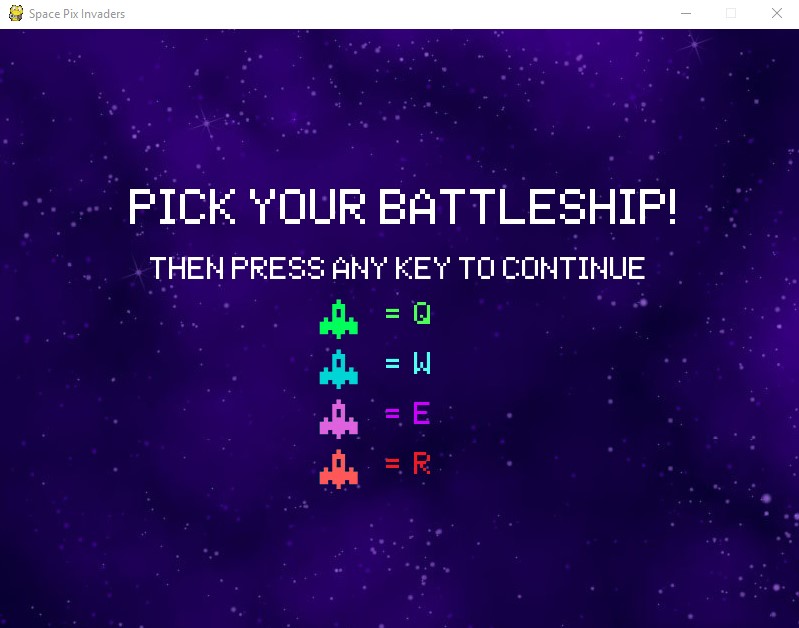 Space Pix Invaders
PICK YOUR BATTLESHIP!
THEN PRESS ANY KEY TO CONTINUE
= Q
= W
= E
= R